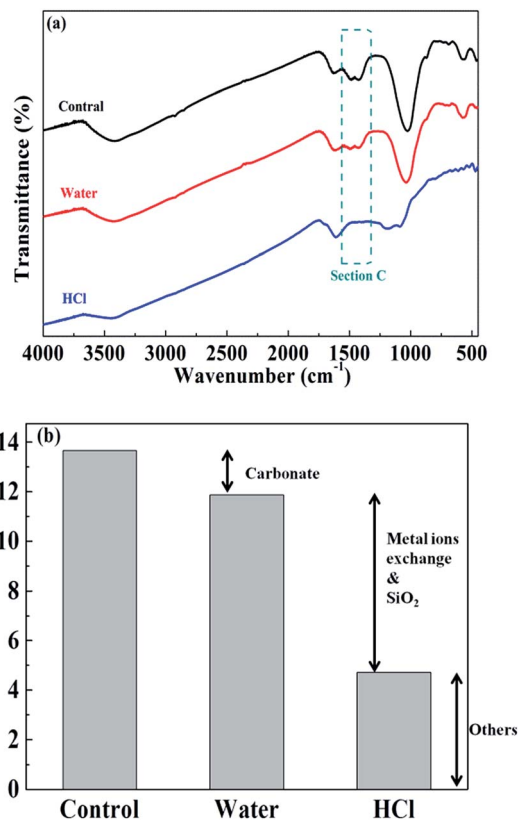 (a)
Transmittance (%)
Contral
Water
HCl
Section C
4000 3500 3000 2500 2000 1500 1000 500
Wavenumber (cm-1)
(b)
14
12
10
8
6
4
2
0
Carbonate
Metal ions
exchange
&
SiO2
Others
Control Water HCl